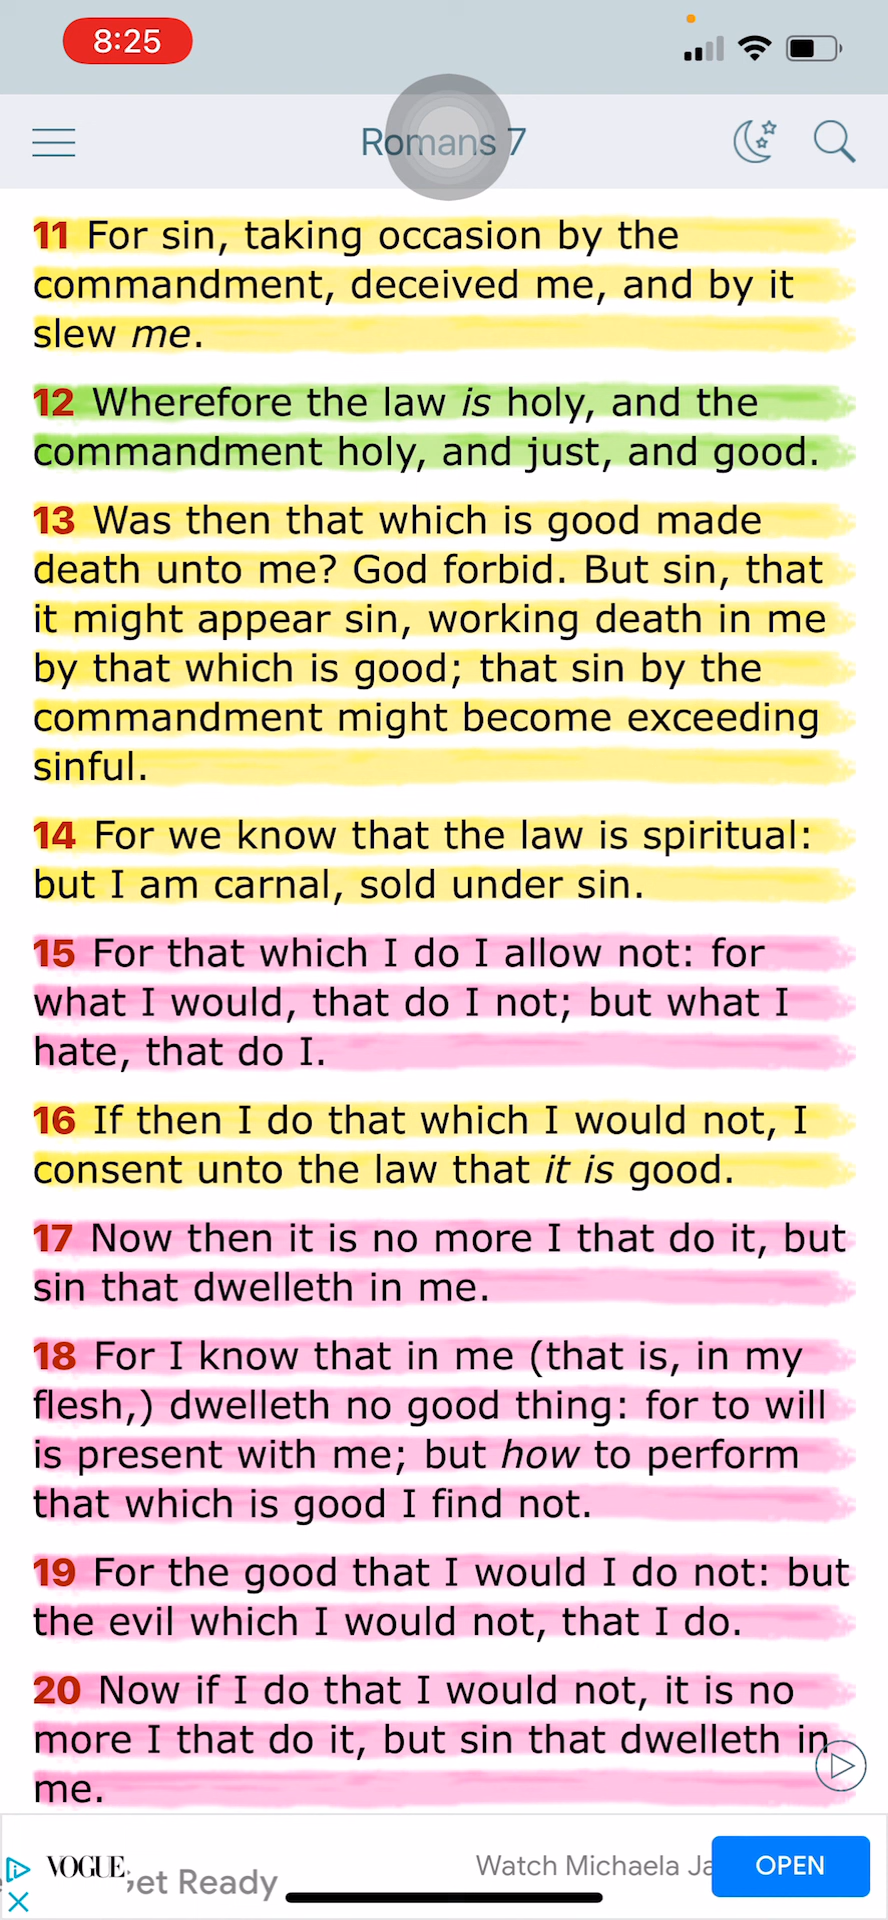 8:25
Romans 7
11 For sin, taking occasion by the
commandment, deceived me, and by it
slew me.
12 Wherefore the law is holy, and the
commandment holy, and just, and good.
13 Was then that which is good made
death unto me? God forbid. But sin, that
it might appear sin, working death in me
by that which is good; that sin by the
commandment might become exceeding
sinful.
14 For we know that the law is spiritual:
but I am carnal, sold under sin.
15 For that which I do I allow not: for
what I would, that do I not; but what I
hate, that do I.
16 If then I do that which I would not, I
consent unto the law that it is good.
17 Now then it is no more I that do it, but
sin that dwelleth in me.
18 For I know that in me (that is, in my
flesh,) dwelleth no good thing: for to will
is present with me; but how to perform
that which is good I find not.
19 For the good that I would I do not: but
the evil which I would not, that I do.
20 Now if I do that I would not, it is no
more I that do it, but sin that dwelleth in
me.
VOGUE
Ready
Watch Michaela
OPEN